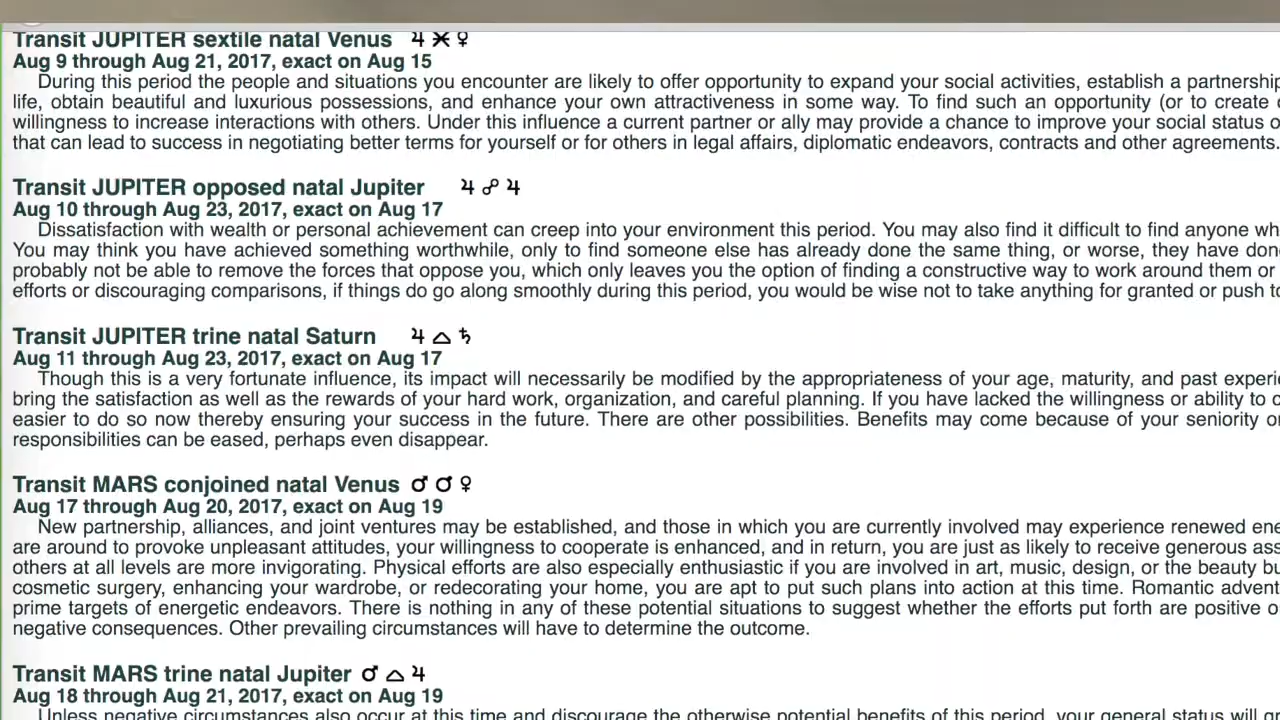 Transit JUPITER sextile natal Venus ♃ ⚹ ♀
Aug 9 through Aug 21, 2017, exact on Aug 15
During this period the people and situations you encounter are likely to offer opportunity to expand your social activities, establish a partnership
life, obtain beautiful and luxurious possessions, and enhance your own attractiveness in some way. To find such an opportunity (or to create
willingness to increase interactions with others. Under this influence a current partner or ally may provide a chance to improve your social status
that can lead to success in negotiating better terms for yourself or for others in legal affairs, diplomatic endeavors, contracts and other agreements.
Transit JUPITER opposed natal Jupiter ♃ ☍ ♃
Aug 10 through Aug 23, 2017, exact on Aug 17
Dissatisfaction with wealth or personal achievement can creep into your environment this period. You may also find it difficult to find anyone
You may think you have achieved something worthwhile, only to find someone else has already done the same thing, or worse, they have
probably not be able to remove the forces that oppose you, which only leaves you the option of finding a constructive way to work around them or
efforts or discouraging comparisons, if things do go along smoothly during this period, you would be wise not to take anything for granted or push
Transit JUPITER trine natal Saturn ♃ △ ♄
Aug 11 through Aug 23, 2017, exact on Aug 17
Though this is a very fortunate influence, its impact will necessarily be modified by the appropriateness of your age, maturity, and past
bring the satisfaction as well as the rewards of your hard work, organization, and careful planning. If you have lacked the willingness or ability to
easier to do so now thereby ensuring your success in the future. There are other possibilities. Benefits may come because of your seniority
responsibilities can be eased, perhaps even disappear.
Transit MARS conjoined natal Venus ♂ ☌ ♀
Aug 17 through Aug 20, 2017, exact on Aug 19
New partnership, alliances, and joint ventures may be established, and those in which you are currently involved may experience renewed
are around to provoke unpleasant attitudes, your willingness to cooperate is enhanced, and in return, you are just as likely to receive generous
others at all levels are more invigorating. Physical efforts are also especially enthusiastic if you are involved in art, music, design, or the beauty
cosmetic surgery, enhancing your wardrobe, or redecorating your home, you are apt to put such plans into action at this time. Romantic
prime targets of energetic endeavors. There is nothing in any of these potential situations to suggest whether the efforts put forth are positive
negative consequences. Other prevailing circumstances will have to determine the outcome.
Transit MARS trine natal Jupiter ♂ △ ♃
Aug 18 through Aug 21, 2017, exact on Aug 19
Unless negative circumstances also occur at this time and discourage the otherwise potential benefits of this period, your general status will